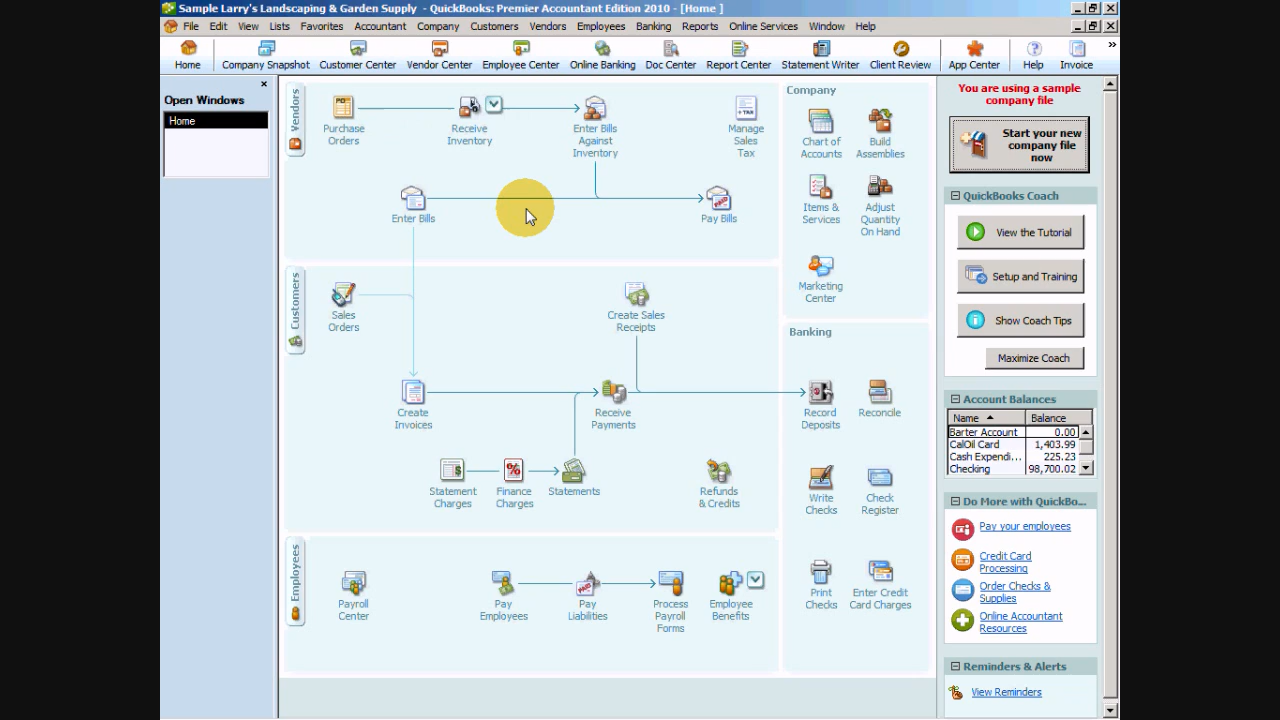 Sample Larry's Landscaping & Garden Supply - QuickBooks: Premier Accountant Edition 2010 - [Home ]
File Edit View Lists Favorites Accountant Company Customers Vendors Employees Banking Reports Online Services Window Help
Home Company Snapshot Customer Center Vendor Center Employee Center Online Banking Doc Center Report Center Statement Writer Client Review App Center Help Invoice
Open Windows
Home
Vendors
PO
Purchase
Orders
Receive
Inventory
Enter Bills
Against
Inventory
+ TAX
Manage
Sales
Tax
Enter Bills
Pay Bills
Customers
Sales
Orders
Create Sales
Receipts
Create
Invoices
Receive
Payments
Statement
Charges
Finance
Charges
Statements
Refunds
& Credits
Employees
Payroll
Center
Pay
Employees
Pay
Liabilities
Process
Payroll
Forms
Employee
Benefits
Company
Chart of
Accounts
Build
Assemblies
Items &
Services
Adjust
Quantity
On Hand
Marketing
Center
Banking
Record
Deposits
Reconcile
Write
Checks
Check
Register
Print
Checks
Enter Credit
Card Charges
You are using a sample
company file
Start your new
company file
now
QuickBooks Coach
View the Tutorial
Setup and Training
Show Coach Tips
Maximize Coach
Account Balances
Name Balance
Barter Account 0.00
CalOil Card 1,403.99
Cash Expendi... 225.23
Checking 98,700.02
Do More with QuickBo...
Pay your employees
Credit Card
Processing
Order Checks &
Supplies
Online Accountant
Resources
Reminders & Alerts
View Reminders